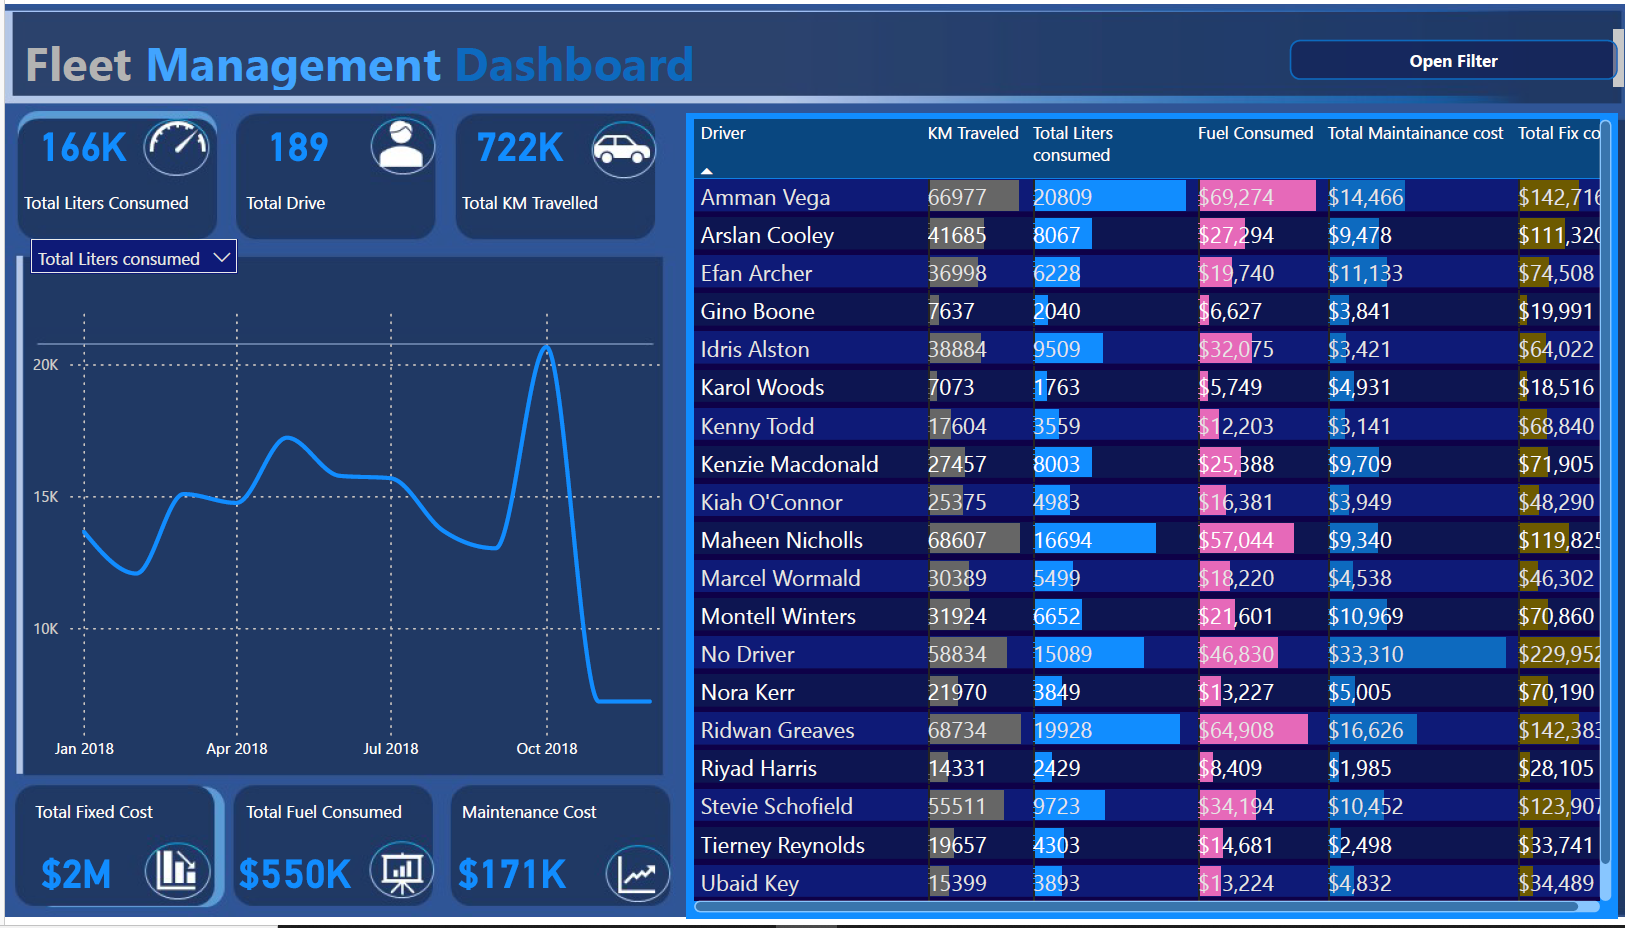 Fleet Management Dashboard
Open Filter
166K
Total Liters Consumed
189
Total Drive
722K
Total KM Travelled
Total Liters consumed
20K
15K
10K
Jan 2018 Apr 2018 Jul 2018 Oct 2018
Total Fixed Cost
$2M
Total Fuel Consumed
$550K
Maintenance Cost
$171K
Driver KM Traveled Total Liters consumed Fuel Consumed Total Maintainance cost Total Fix co
Amman Vega 66977 20809 $69,274 $14,466 $142,716
Arslan Cooley 41685 8067 $27,294 $9,478 $111,320
Efan Archer 36998 6228 $19,740 $11,133 $74,508
Gino Boone 7637 2040 $6,627 $3,841 $19,991
Idris Alston 38884 9509 $32,075 $3,421 $64,022
Karol Woods 7073 1763 $5,749 $4,931 $18,516
Kenny Todd 17604 3559 $12,203 $3,141 $68,840
Kenzie Macdonald 27457 8003 $25,388 $9,709 $71,905
Kiah O'Connor 25375 4983 $16,381 $3,949 $48,290
Maheen Nicholls 68607 16694 $57,044 $9,340 $119,825
Marcel Wormald 30389 5499 $18,220 $4,538 $46,302
Montell Winters 31924 6652 $21,601 $10,969 $70,860
No Driver 58834 15089 $46,830 $33,310 $229,952
Nora Kerr 21970 3849 $13,227 $5,005 $70,190
Ridwan Greaves 68734 19928 $64,908 $16,626 $142,383
Riyad Harris 14331 2429 $8,409 $1,985 $28,105
Stevie Schofield 55511 9723 $34,194 $10,452 $123,907
Tierney Reynolds 19657 4303 $14,681 $2,498 $33,741
Ubaid Key 15399 3893 $13,224 $4,832 $34,489